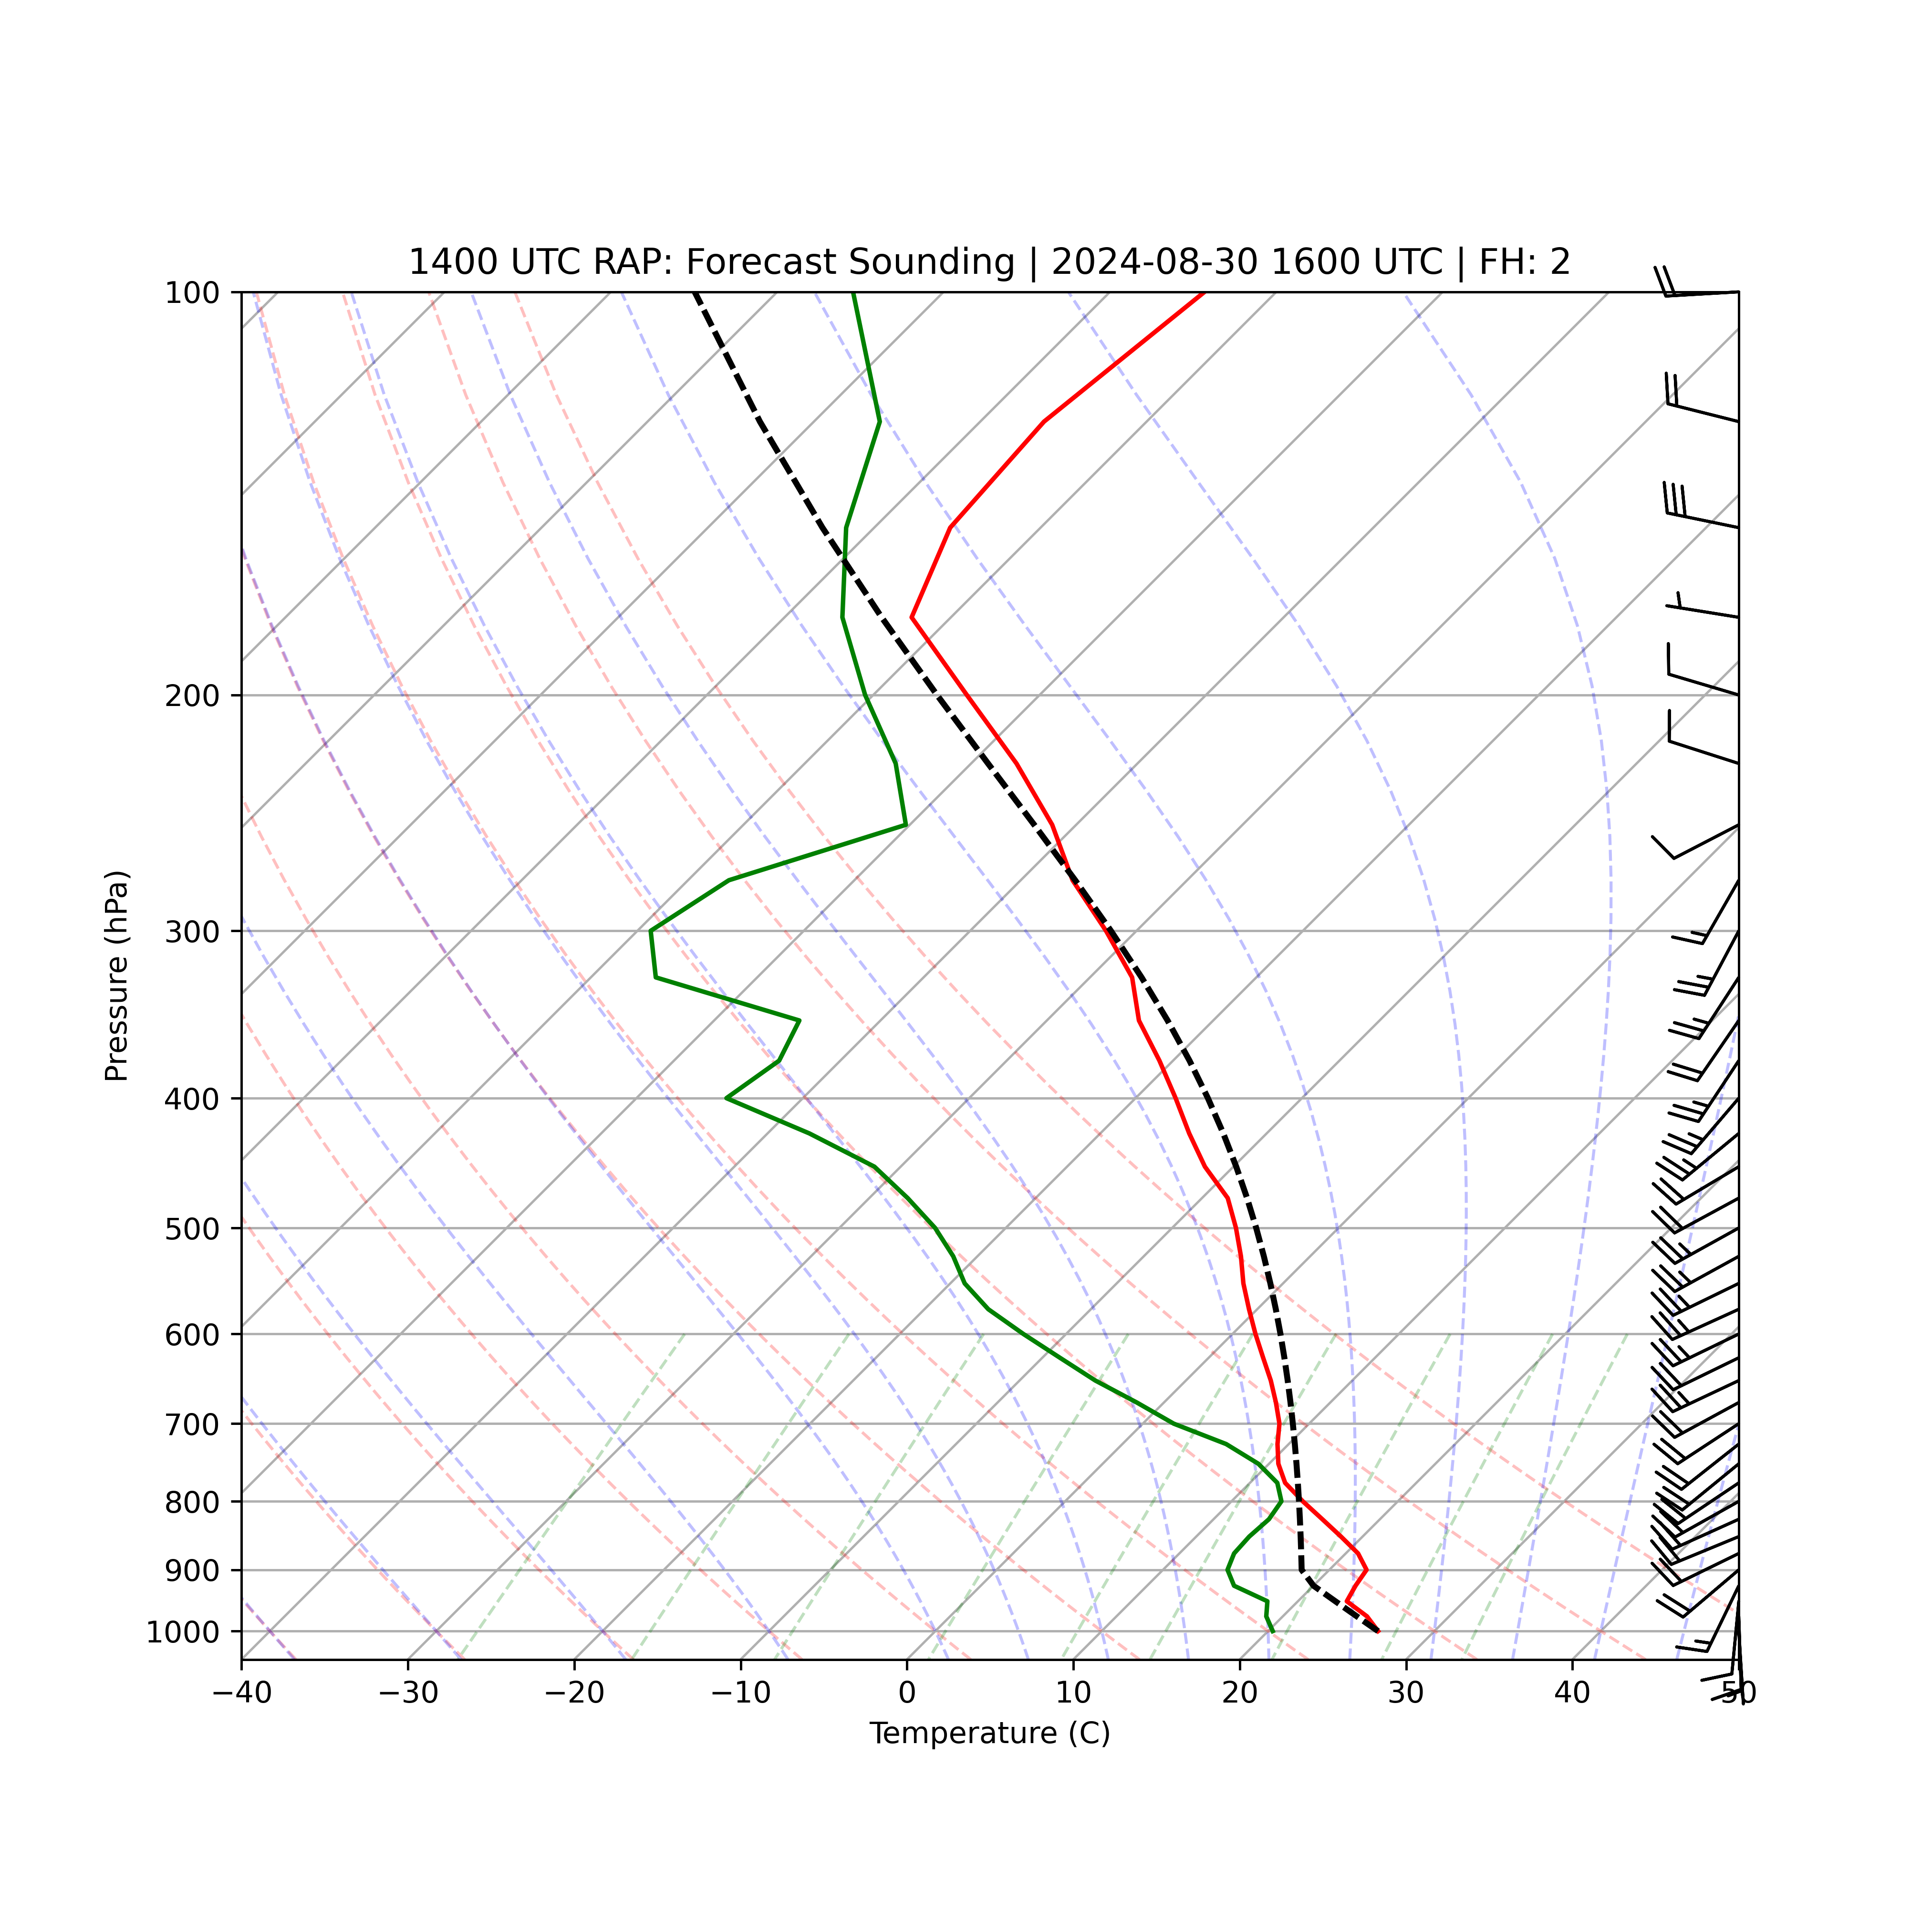 1400 UTC RAP: Forecast Sounding | 2024-08-30 1600 UTC | FH: 2
100
200
300
400
500
600
700
800
900
1000
Pressure (hPa)
−40 −30 −20 −10 0 10 20 30 40 50
Temperature (C)